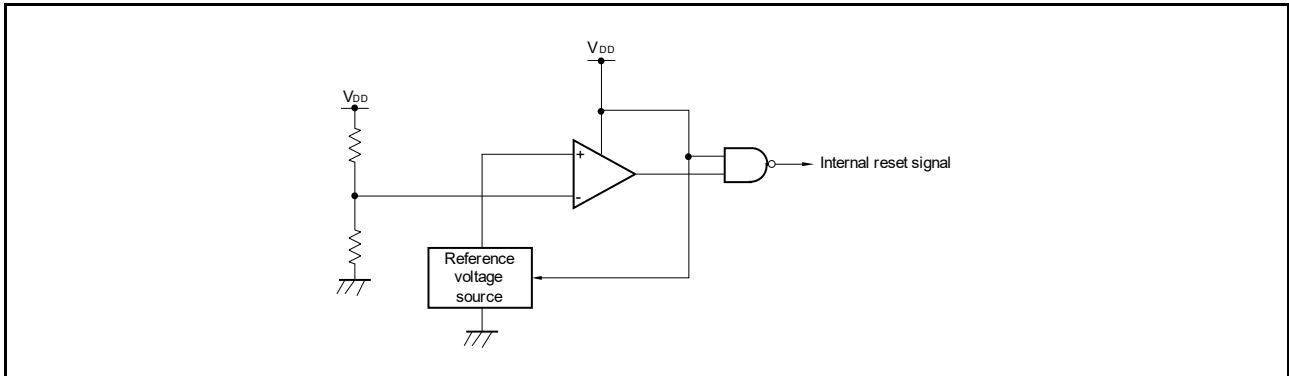 VDD
VDD
+
-
Internal reset signal
Reference
voltage
source